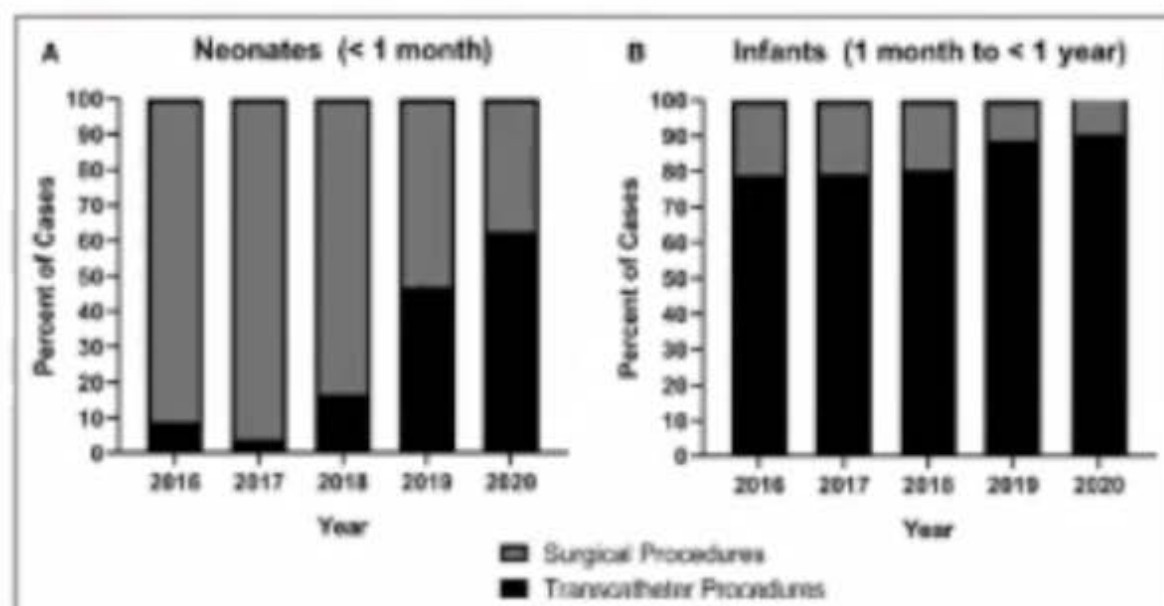 A Neonates (< 1 month)
Percent of Cases
100
90
80
70
60
50
40
30
20
10
0
2016 2017 2018 2019 2020
Year
B Infants (1 month to < 1 year)
Percent of Cases
100
90
80
70
60
50
40
30
20
10
0
2016 2017 2018 2019 2020
Year
Surgical Procedures
Transcatheter Procedures